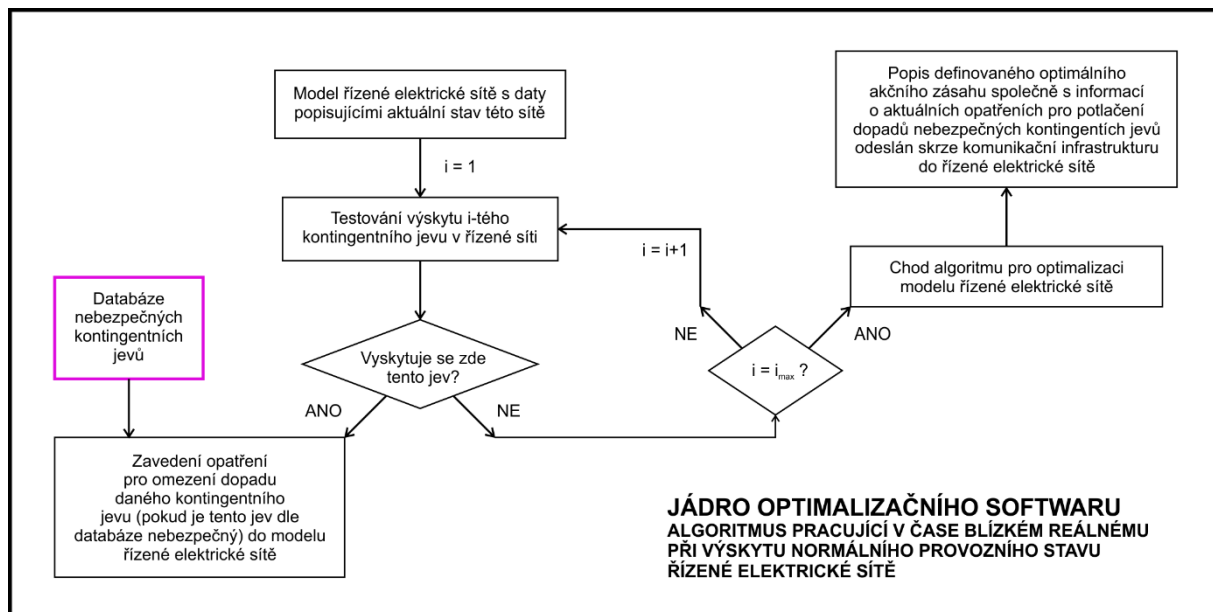 Model řízené elektrické sítě s daty
popisujícími aktuální stav této sítě
i = 1
Testování výskytu i-tého
kontingentního jevu v řízené síti
Databáze
nebezpečných
kontingentních
jevů
Vyskytuje se zde
tento jev?
ANO
NE
Zavedení opatření
pro omezení dopadu
daného kontingentního
jevu (pokud je tento jev dle
databáze nebezpečný) do modelu
řízené elektrické sítě
i = i+1
NE
ANO
i = imax ?
Chod algoritmu pro optimalizaci
modelu řízené elektrické sítě
Popis definovaného optimálního
akčního zásahu společně s informací
o aktuálních opatřeních pro potlačení
dopadů nebezpečných kontingentích jevů
odeslán skrze komunikační infrastrukturu
do řízené elektrické sítě
JÁDRO OPTIMALIZAČNÍHO SOFTWARU
ALGORITMUS PRACUJÍCÍ V ČASE BLÍZKÉM REÁLNÉMU
PŘI VÝSKYTU NORMÁLNÍHO PROVOZNÍHO STAVU
ŘÍZENÉ ELEKTRICKÉ SÍTĚ